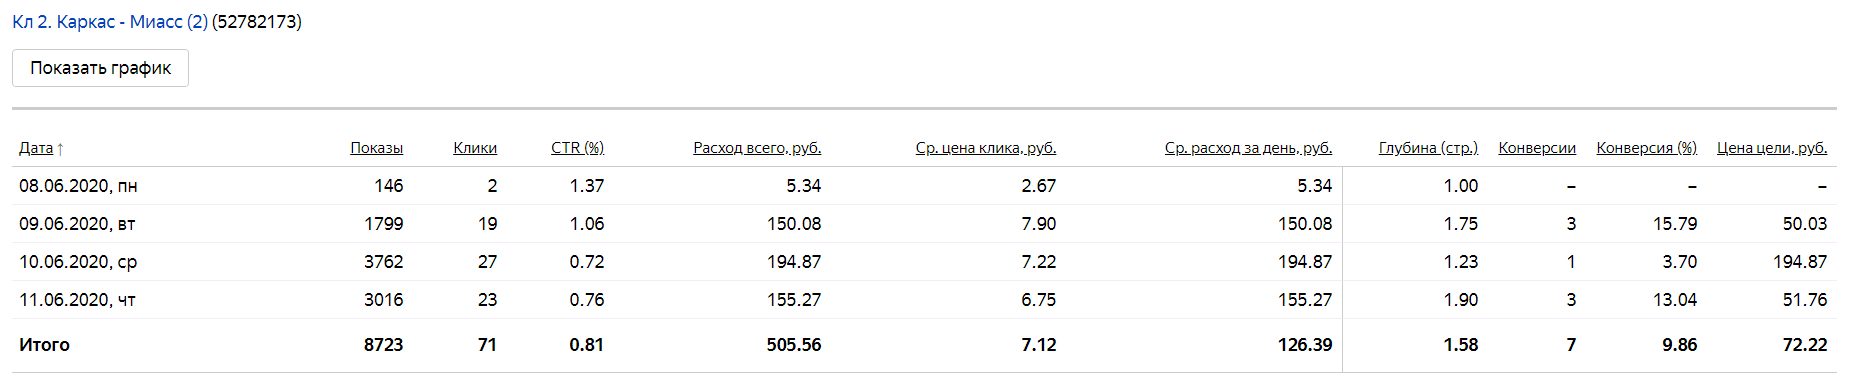 Кл 2. Каркас - Миасс (2) (52782173)
Показать график
Дата ↑ Показы Клики CTR (%) Расход всего, руб. Ср. цена клика, руб. Ср. расход за день, руб. Глубина (стр.) Конверсии Конверсия (%) Цена цели, руб.
08.06.2020, пн 146 2 1.37 5.34 2.67 5.34 1.00 – – –
09.06.2020, вт 1799 19 1.06 150.08 7.90 150.08 1.75 3 15.79 50.03
10.06.2020, ср 3762 27 0.72 194.87 7.22 194.87 1.23 1 3.70 194.87
11.06.2020, чт 3016 23 0.76 155.27 6.75 155.27 1.90 3 13.04 51.76
Итого 8723 71 0.81 505.56 7.12 126.39 1.58 7 9.86 72.22